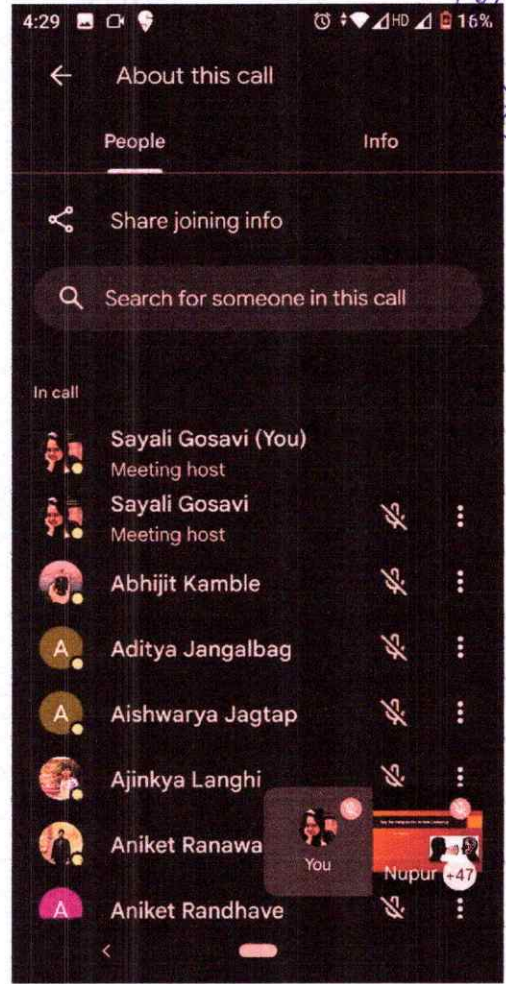 4:29 HD 16%
About this call
People Info
Share joining info
Search for someone in this call
In call
Sayali Gosavi (You)
Meeting host
Sayali Gosavi
Meeting host
Abhijit Kamble
A Aditya Jangalbag
A Aishwarya Jagtap
Ajinkya Langhi
Aniket Ranawa
You
Nupur +47
A Aniket Randhave